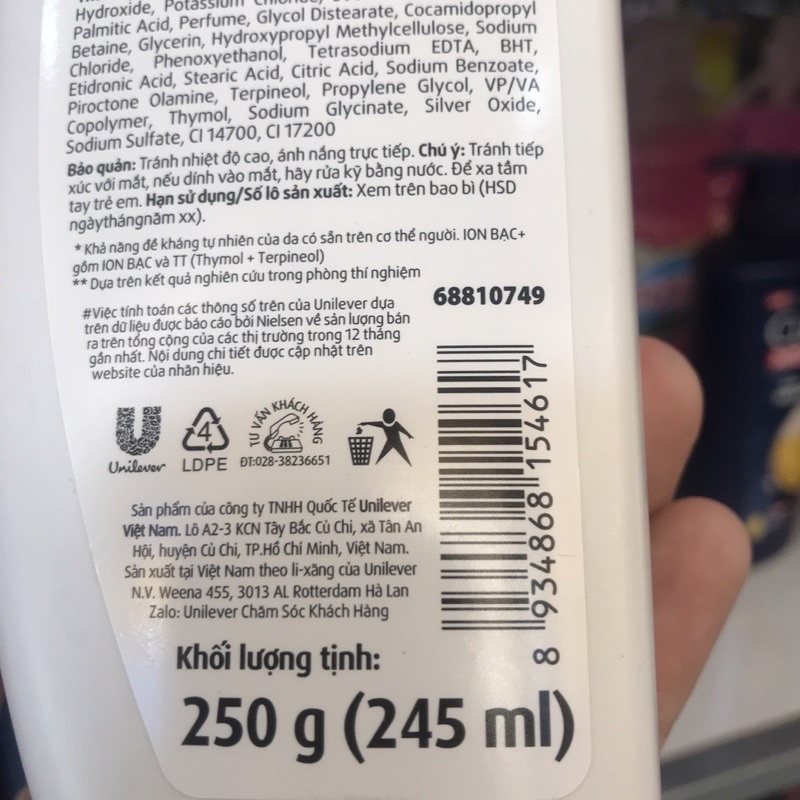 Hydroxide, Potassium
Palmitic Acid, Perfume, Glycol Distearate, Cocamidopropyl
Betaine, Glycerin, Hydroxypropyl Methylcellulose, Sodium
Chloride, Phenoxyethanol, Tetrasodium EDTA, BHT,
Etidronic Acid, Stearic Acid, Citric Acid, Sodium Benzoate,
Piroctone Olamine, Terpineol, Propylene Glycol, VP/VA
Copolymer, Thymol, Sodium Glycinate, Silver Oxide,
Sodium Sulfate, CI 14700, CI 17200
Bảo quản: Tránh nhiệt độ cao, ánh nắng trực tiếp. Chú ý: Tránh tiếp
xúc với mắt, nếu dính vào mắt, hãy rửa kỹ bằng nước. Để xa tầm
tay trẻ em. Hạn sử dụng/Số lô sản xuất: Xem trên bao bì (HSD
ngàythángnăm xx).
* Khả năng đề kháng tự nhiên của da có sẵn trên cơ thể người. ION BẠC+
gồm ION BẠC và TT (Thymol + Terpineol)
** Dựa trên kết quả nghiên cứu trong phòng thí nghiệm
68810749
#Việc tính toán các thông số trên của Unilever dựa
trên dữ liệu được báo cáo bởi Nielsen về sản lượng bán
ra trên tổng cộng của các thị trường trong 12 tháng
gần nhất. Nội dung chi tiết được cập nhật trên
website của nhãn hiệu.
Unilever
4
LDPE
TƯ VẤN KHÁCH HÀNG
ĐT:028-38236651
8 934868 154617
Sản phẩm của công ty TNHH Quốc Tế Unilever
Việt Nam. Lô A2-3 KCN Tây Bắc Củ Chi, xã Tân An
Hội, huyện Củ Chi, TP.Hồ Chí Minh, Việt Nam.
Sản xuất tại Việt Nam theo li-xăng của Unilever
N.V. Weena 455, 3013 AL Rotterdam Hà Lan
Zalo: Unilever Chăm Sóc Khách Hàng
Khối lượng tịnh:
250 g (245 ml)